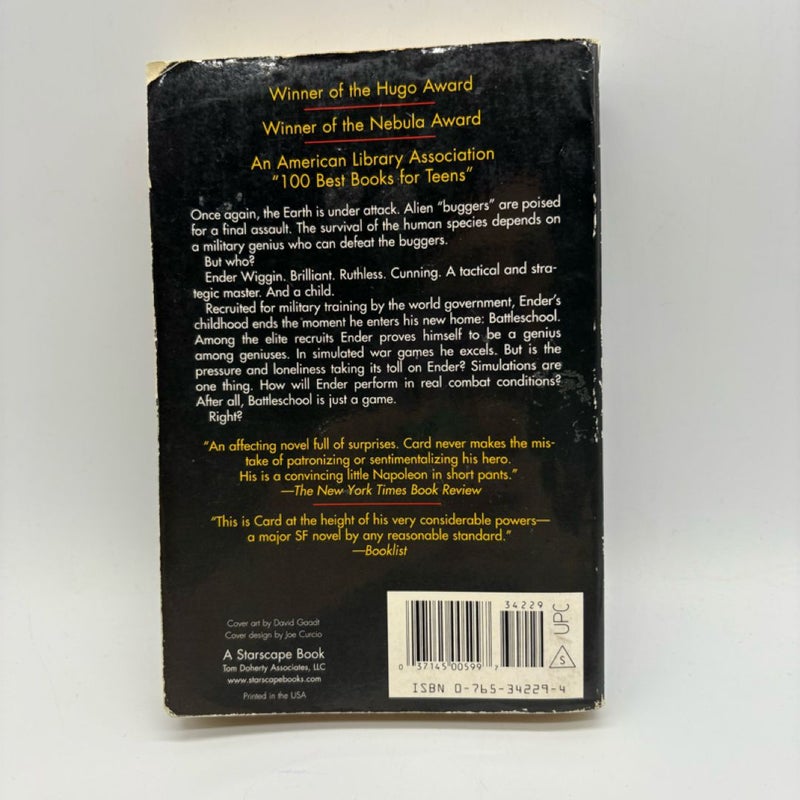 Winner of the Hugo Award
Winner of the Nebula Award
An American Library Association
"100 Best Books for Teens"
Once again, the Earth is under attack. Alien "buggers" are poised
for a final assault. The survival of the human species depends on
a military genius who can defeat the buggers.
But who?
Ender Wiggin. Brilliant. Ruthless. Cunning. A tactical and stra-
tegic master. And a child.
Recruited for military training by the world government, Ender's
childhood ends the moment he enters his new home: Battleschool.
Among the elite recruits Ender proves himself to be a genius
among geniuses. In simulated war games he excels. But is the
pressure and loneliness taking its toll on Ender? Simulations are
one thing. How will Ender perform in real combat conditions?
After all, Battleschool is just a game.
Right?
"An affecting novel full of surprises. Card never makes the mis-
take of patronizing or sentimentalizing his hero.
His is a convincing little Napoleon in short pants."
—The New York Times Book Review
"This is Card at the height of his very considerable powers—
a major SF novel by any reasonable standard."
—Booklist
Cover art by David Gaadt
Cover design by Joe Curcio
A Starscape Book
Tom Doherty Associates, LLC
www.starscapebooks.com
Printed in the USA
34229
UPC
S
0 37145 00599 7
ISBN 0-765-34229-4